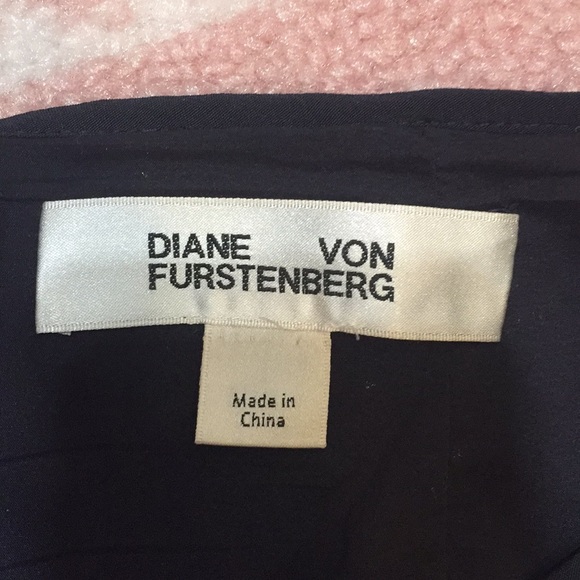 DIANE VON
FURSTENBERG
Made in
China